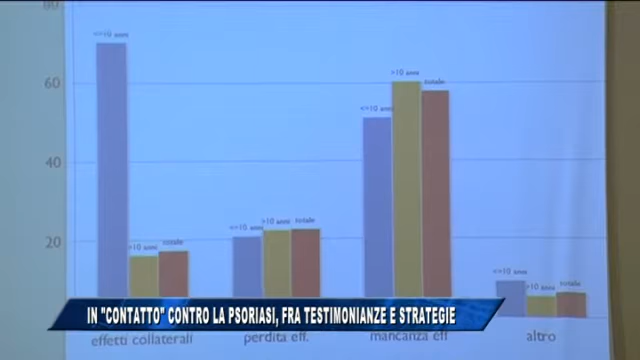 80
<=10 anni
>10 anni
totale
60
<=10 anni
40
>10 anni
totale
<=10 anni
>10 anni
totale
20
<=10 anni
>10 anni
totale
IN "CONTATTO" CONTRO LA PSORIASI, FRA TESTIMONIANZE E STRATEGIE
effetti collaterali
perdita eff.
mancanza eff
altro